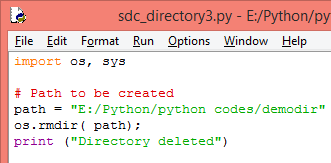 sdc_directory3.py - E:/Python/py
File Edit Format Run Options Window Help
import os, sys
# Path to be created
path = "E:/Python/python codes/demodir"
os.rmdir( path);
print ("Directory deleted")